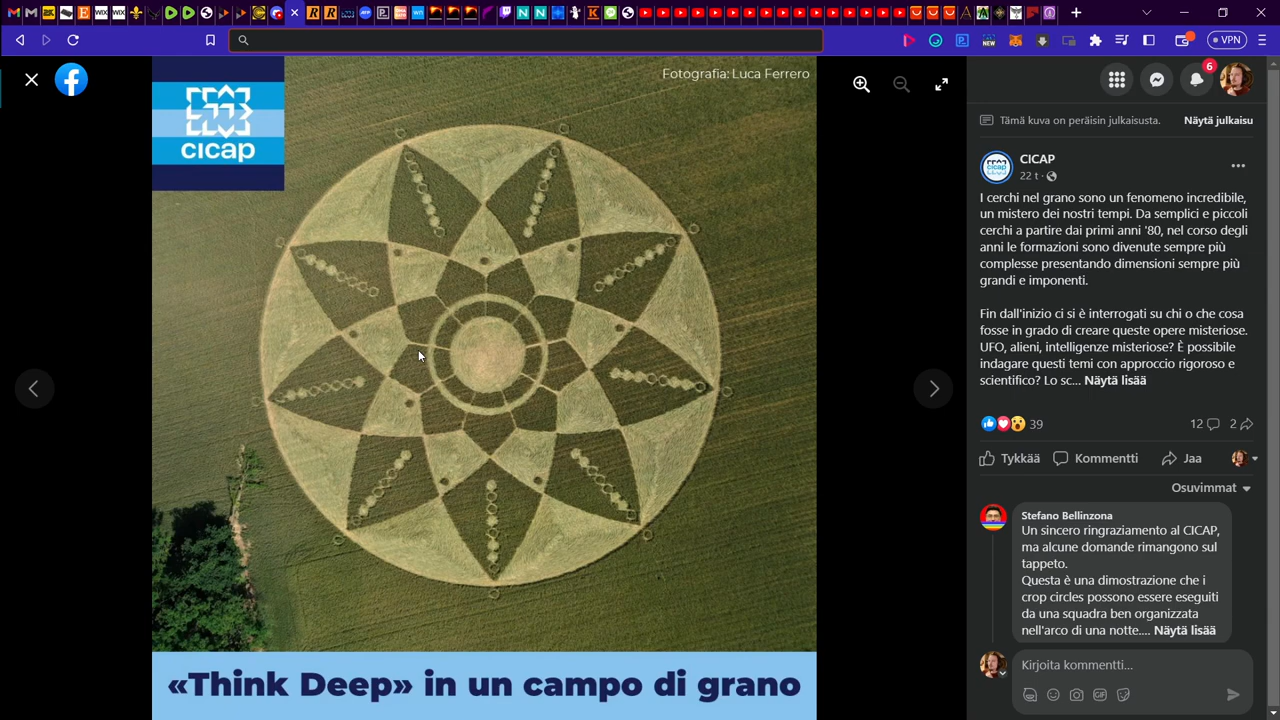 VPN
6
Fotografia: Luca Ferrero
cicap
«Think Deep» in un campo di grano
Tämä kuva on peräisin julkaisusta.
Näytä julkaisu
CICAP
22 t ·
I cerchi nel grano sono un fenomeno incredibile,
un mistero dei nostri tempi. Da semplici e piccoli
cerchi a partire dai primi anni '80, nel corso degli
anni le formazioni sono divenute sempre più
complesse presentando dimensioni sempre più
grandi e imponenti.
Fin dall'inizio ci si è interrogati su chi o che cosa
fosse in grado di creare queste opere misteriose.
UFO, alieni, intelligenze misteriose? È possibile
indagare questi temi con approccio rigoroso e
scientifico? Lo sc... Näytä lisää
39
12
2
Tykkää
Kommentti
Jaa
Osuvimmat
Stefano Bellinzona
Un sincero ringraziamento al CICAP,
ma alcune domande rimangono sul
tappeto.
Questa è una dimostrazione che i
crop circles possono essere eseguiti
da una squadra ben organizzata
nell'arco di una notte.... Näytä lisää
Kirjoita kommentti...